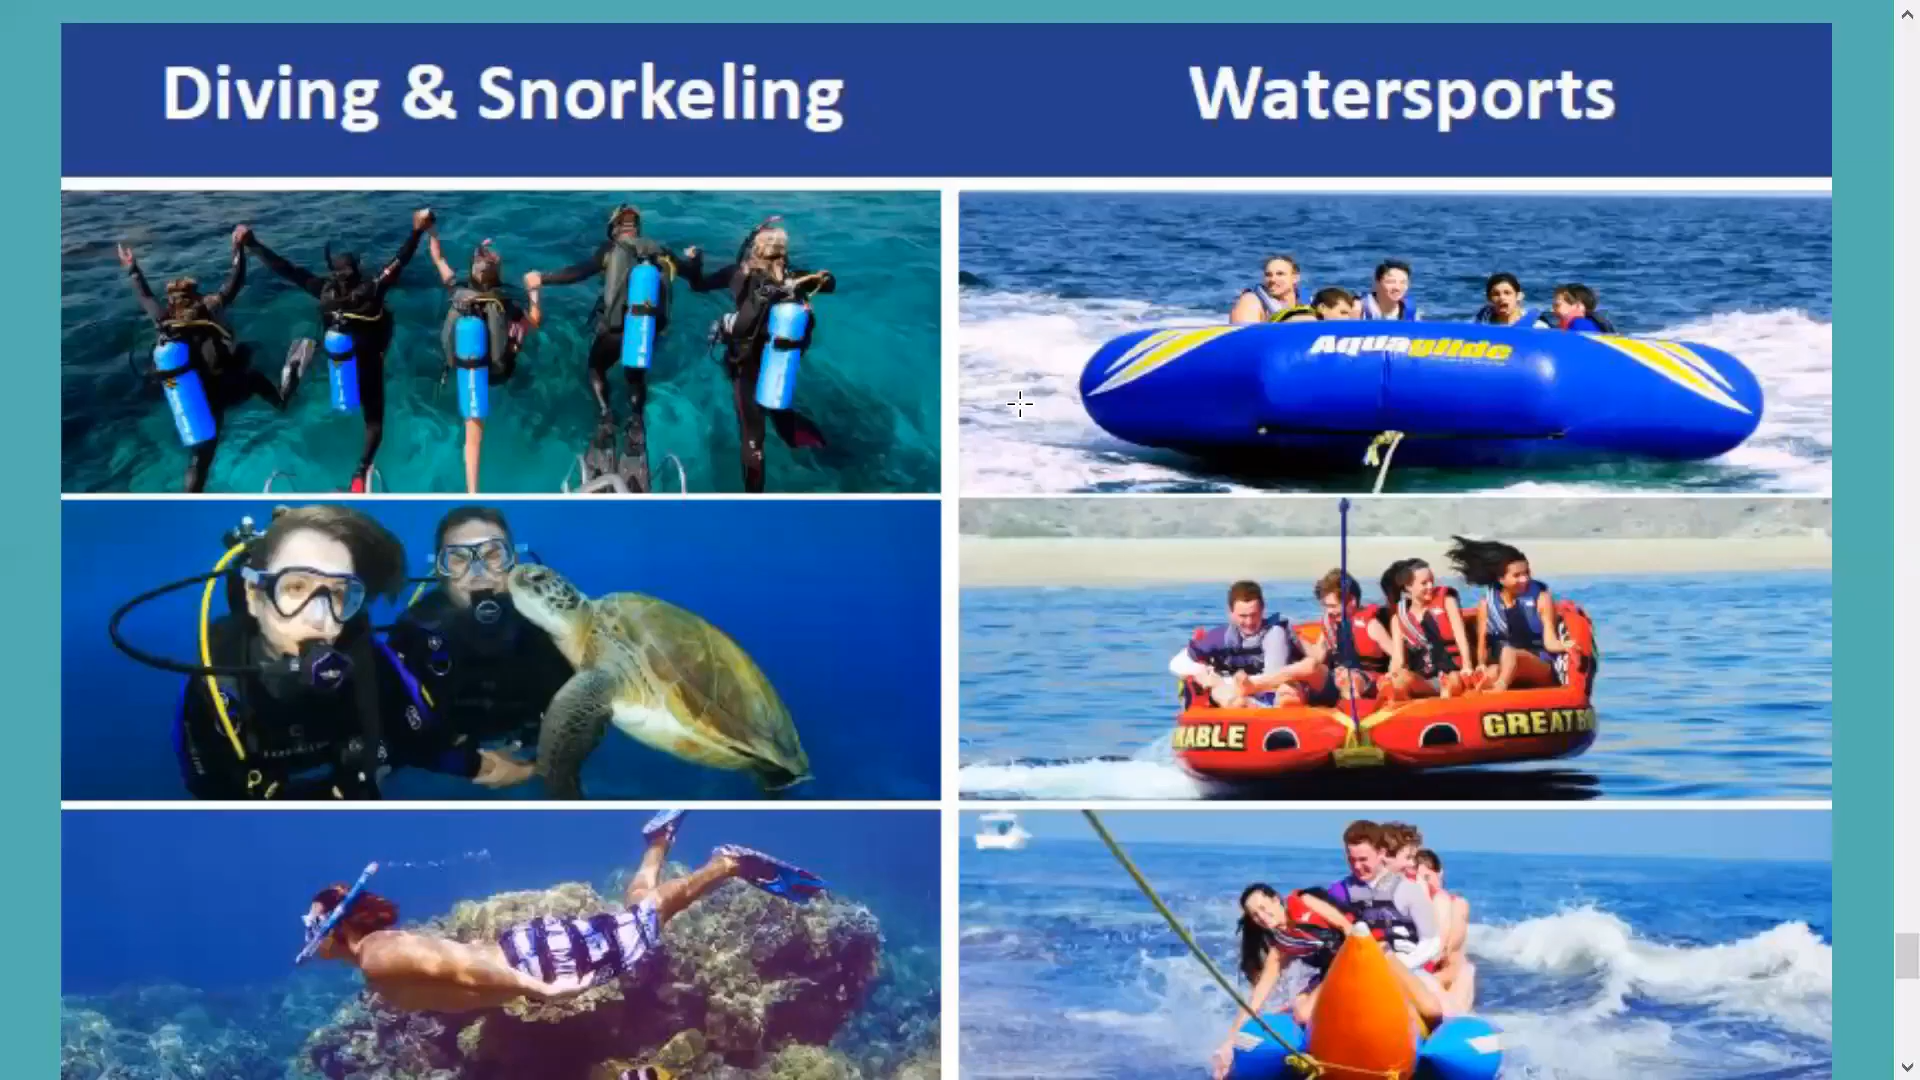 Diving & Snorkeling
Watersports
Aquaglide
ABLE
GREAT B